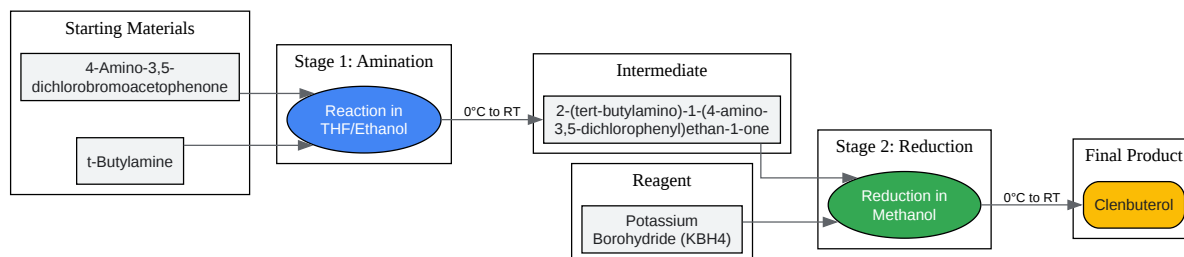 Starting Materials
4-Amino-3,5-
dichlorobromoacetophenone
t-Butylamine
Stage 1: Amination
Reaction in
THF/Ethanol
0°C to RT
Intermediate
2-(tert-butylamino)-1-(4-amino-
3,5-dichlorophenyl)ethan-1-one
Reagent
Potassium
Borohydride (KBH4)
Stage 2: Reduction
Reduction in
Methanol
0°C to RT
Final Product
Clenbuterol